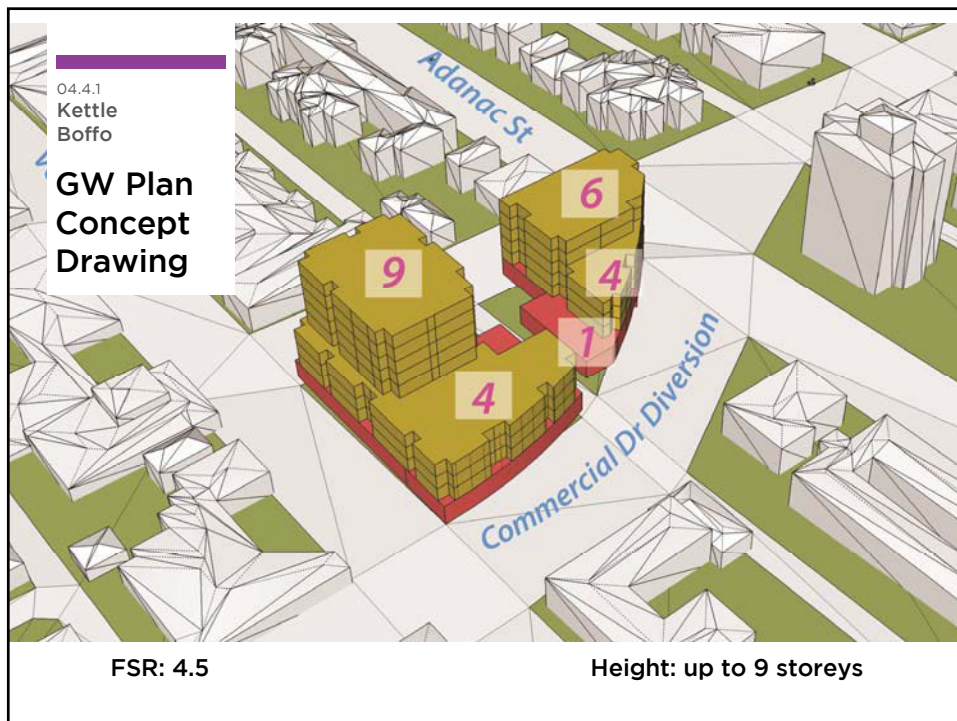 04.4.1
Kettle
Boffo
GW Plan
Concept
Drawing
Adanac St
6
9
4
1
4
Commercial Dr Diversion
FSR: 4.5
Height: up to 9 storeys